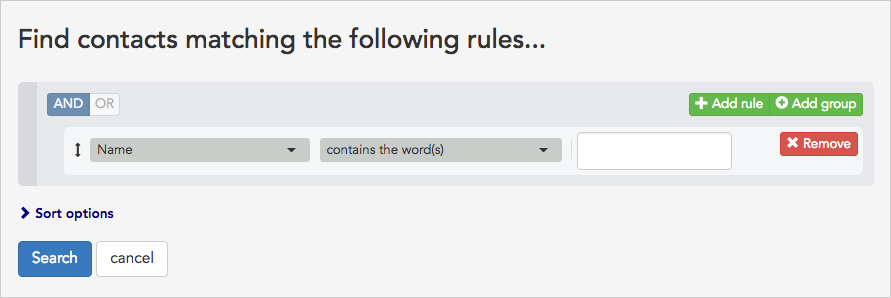 Find contacts matching the following rules...
AND OR Add rule Add group
Name contains the word(s) Remove
Sort options
Search cancel